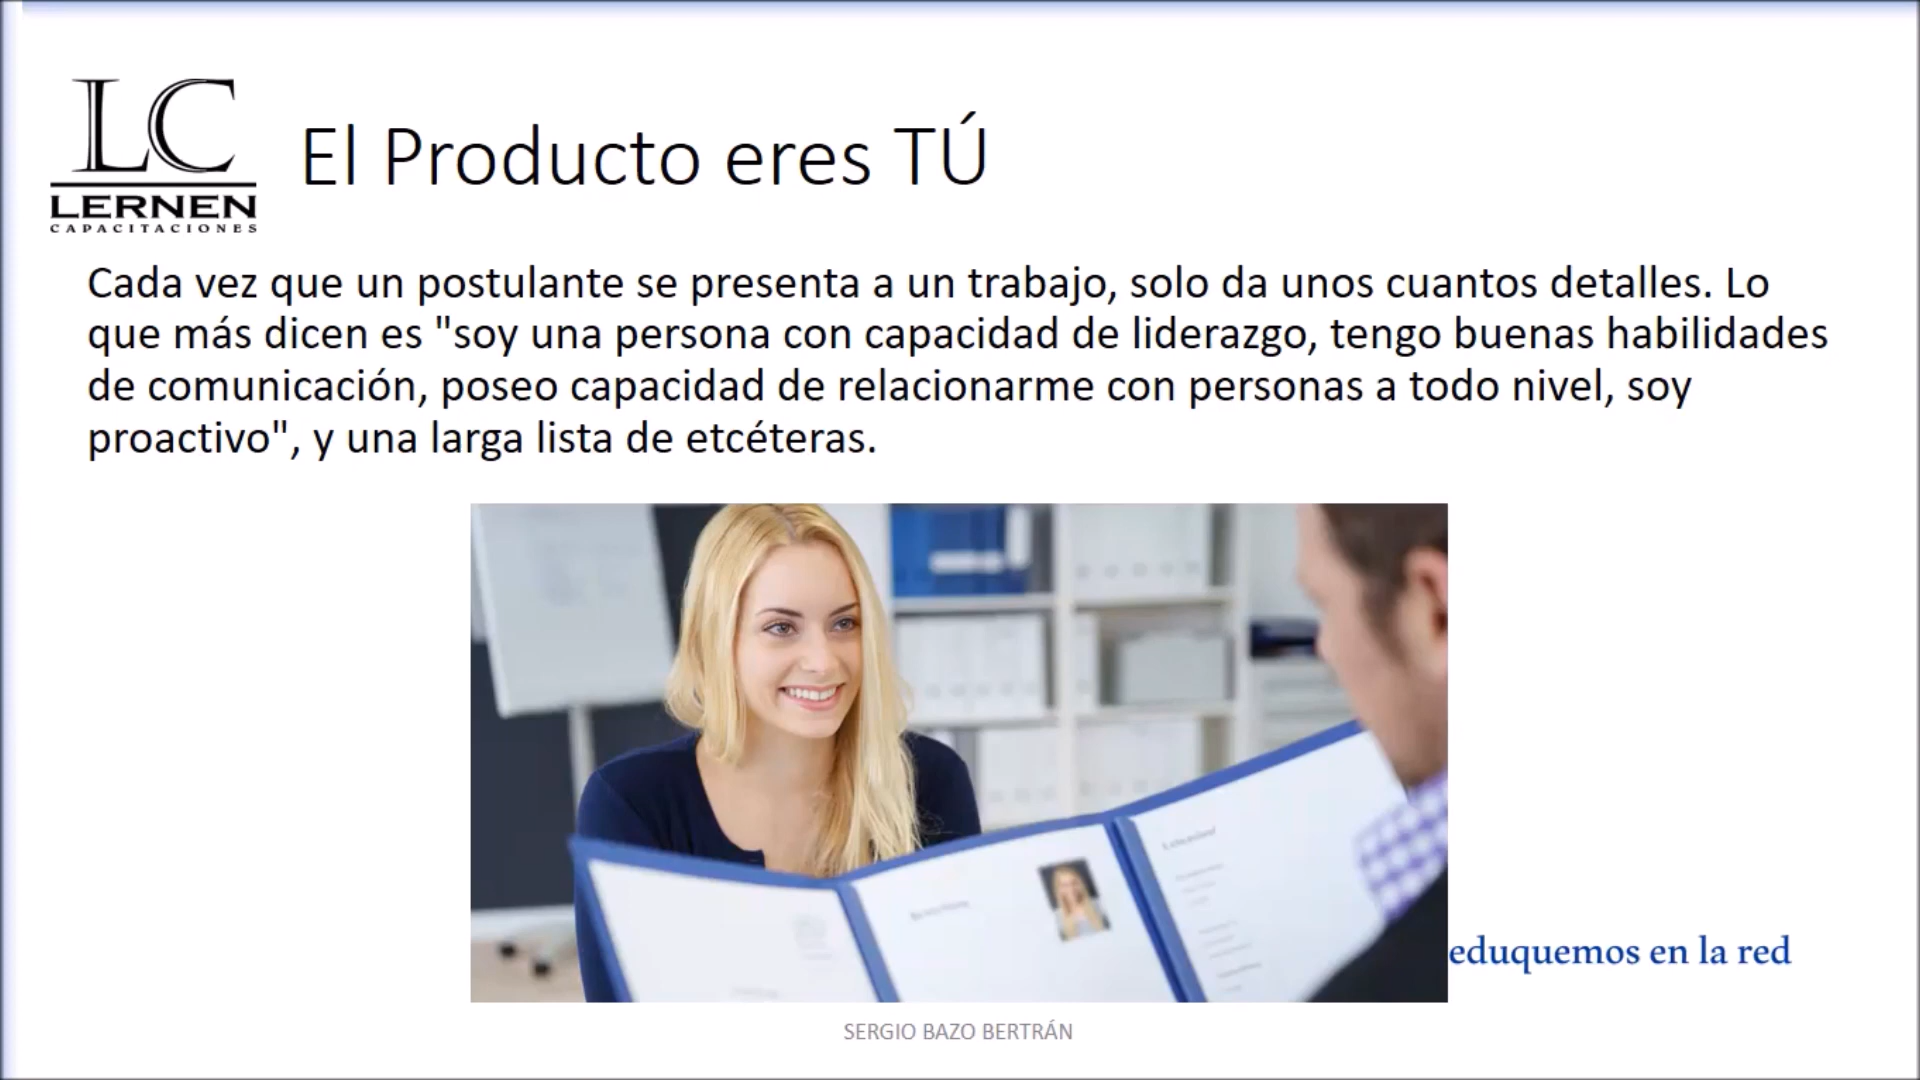 LC
LERNEN
CAPACITACIONES
El Producto eres TÚ
Cada vez que un postulante se presenta a un trabajo, solo da unos cuantos detalles. Lo
que más dicen es "soy una persona con capacidad de liderazgo, tengo buenas habilidades
de comunicación, poseo capacidad de relacionarme con personas a todo nivel, soy
proactivo", y una larga lista de etcéteras.
eduquemos en la red
SERGIO BAZO BERTRÁN